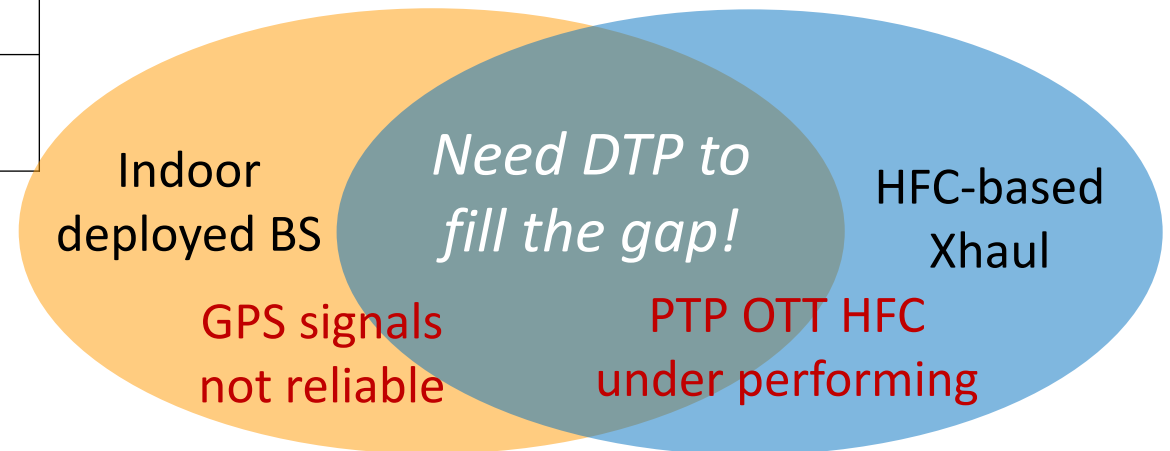 Indoor
deployed BS
Need DTP to
fill the gap!
HFC-based
Xhaul
GPS signals
not reliable
PTP OTT HFC
under performing